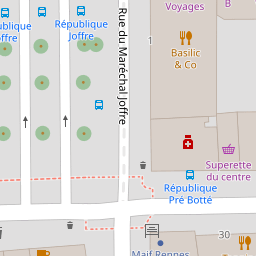 Voyages
B
République
Joffre
République
Joffre
Rue du Maréchal Joffre
1
Basilic
& Co
Superette
du centre
République
Pré Botté
30
Maif Rennes